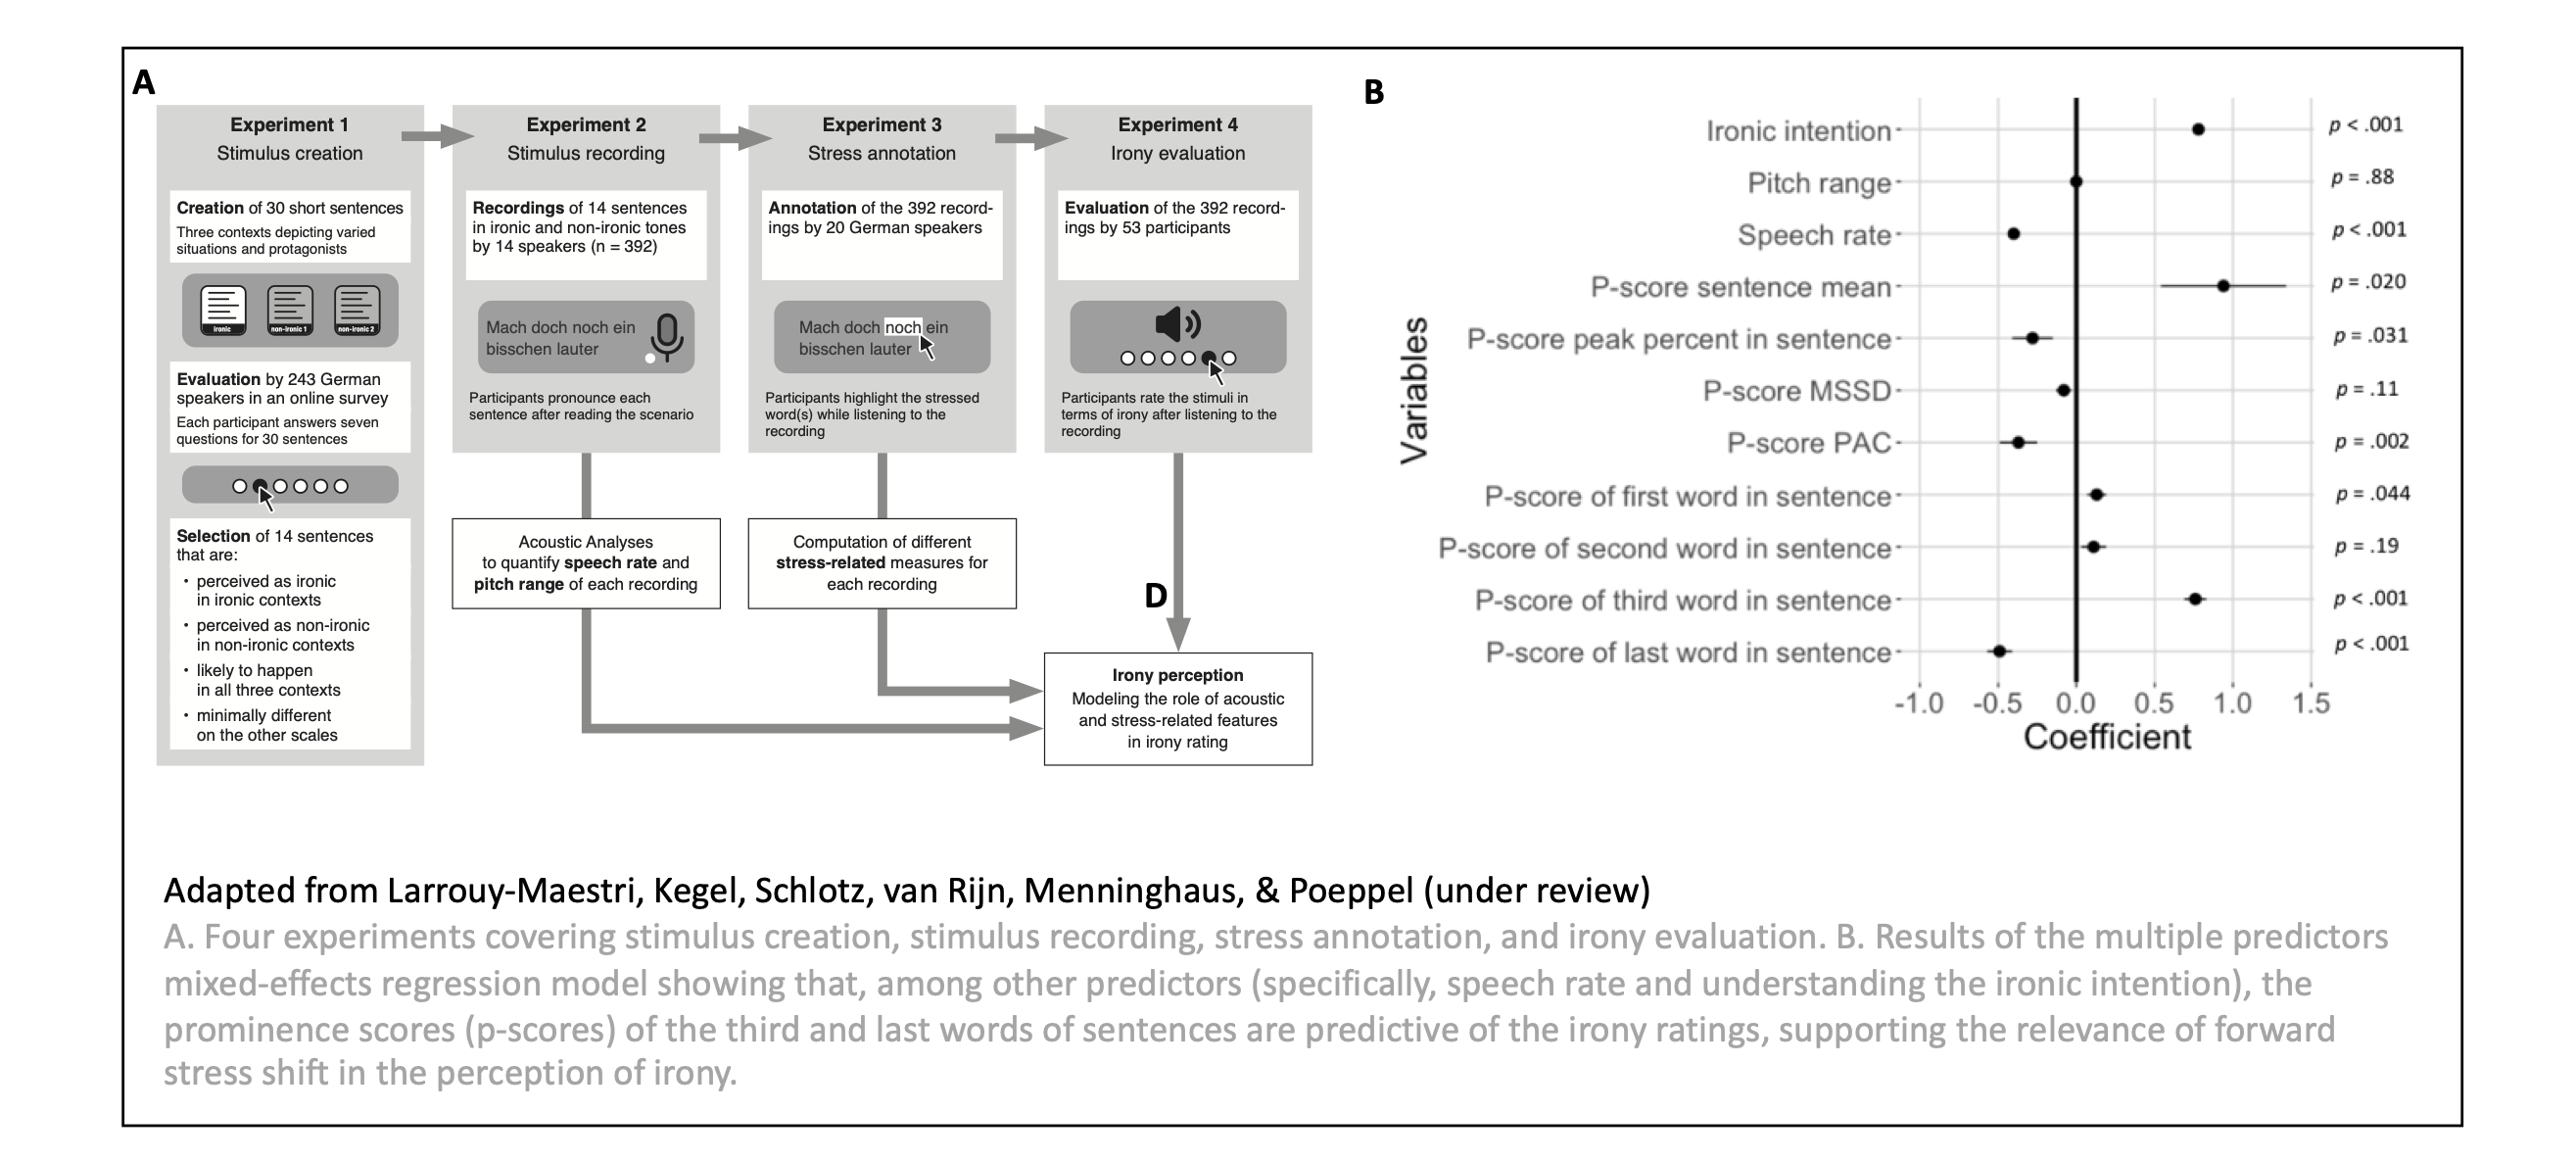 A
Experiment 1
Stimulus creation
Creation of 30 short sentences
Three contexts depicting varied
situations and protagonists
ironic
non-ironic 1
non-ironic 2
Evaluation by 243 German
speakers in an online survey
Each participant answers seven
questions for 30 sentences
Selection of 14 sentences
that are:
• perceived as ironic
in ironic contexts
• perceived as non-ironic
in non-ironic contexts
• likely to happen
in all three contexts
• minimally different
on the other scales
Experiment 2
Stimulus recording
Recordings of 14 sentences
in ironic and non-ironic tones
by 14 speakers (n = 392)
Mach doch noch ein
bisschen lauter
Participants pronounce each
sentence after reading the scenario
Acoustic Analyses
to quantify speech rate and
pitch range of each recording
Experiment 3
Stress annotation
Annotation of the 392 record-
ings by 20 German speakers
Mach doch noch ein
bisschen lauter
Participants highlight the stressed
word(s) while listening to the
recording
Computation of different
stress-related measures for
each recording
Experiment 4
Irony evaluation
Evaluation of the 392 record-
ings by 53 participants
Participants rate the stimuli in
terms of irony after listening to the
recording
D
Irony perception
Modeling the role of acoustic
and stress-related features
in irony rating
B
Variables
Ironic intention p < .001
Pitch range p = .88
Speech rate p < .001
P-score sentence mean p = .020
P-score peak percent in sentence p = .031
P-score MSSD p = .11
P-score PAC p = .002
P-score of first word in sentence p = .044
P-score of second word in sentence p = .19
P-score of third word in sentence p < .001
P-score of last word in sentence p < .001
-1.0 -0.5 0.0 0.5 1.0 1.5
Coefficient
Adapted from Larrouy-Maestri, Kegel, Schlotz, van Rijn, Menninghaus, & Poeppel (under review)
A. Four experiments covering stimulus creation, stimulus recording, stress annotation, and irony evaluation. B. Results of the multiple predictors
mixed-effects regression model showing that, among other predictors (specifically, speech rate and understanding the ironic intention), the
prominence scores (p-scores) of the third and last words of sentences are predictive of the irony ratings, supporting the relevance of forward
stress shift in the perception of irony.